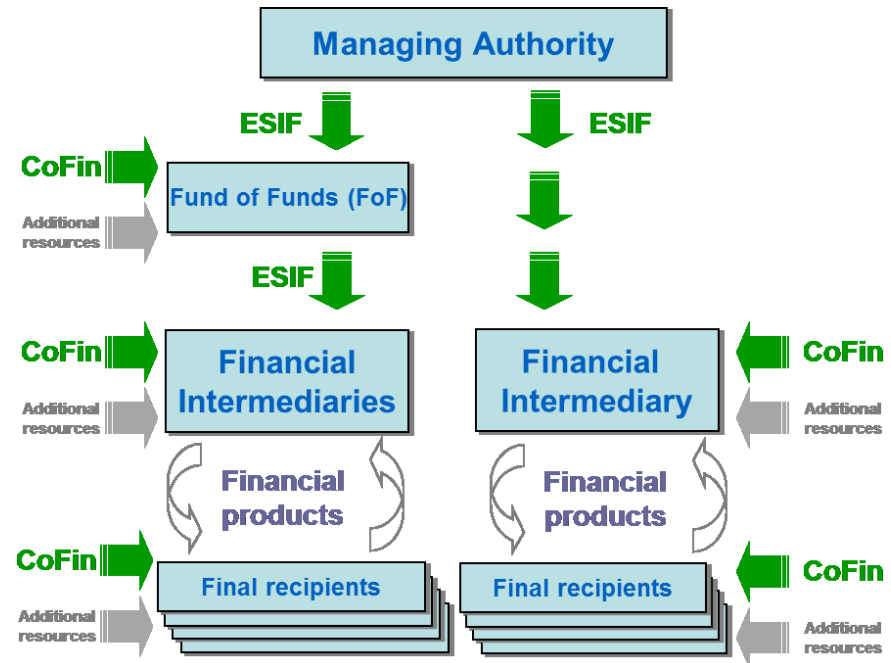 Managing Authority
ESIF
ESIF
CoFin
Fund of Funds (FoF)
Additional
resources
ESIF
CoFin
Financial
Intermediaries
Additional
resources
Financial
Intermediary
CoFin
Additional
resources
Financial
products
Financial
products
CoFin
Final recipients
Additional
resources
Final recipients
CoFin
Additional
resources